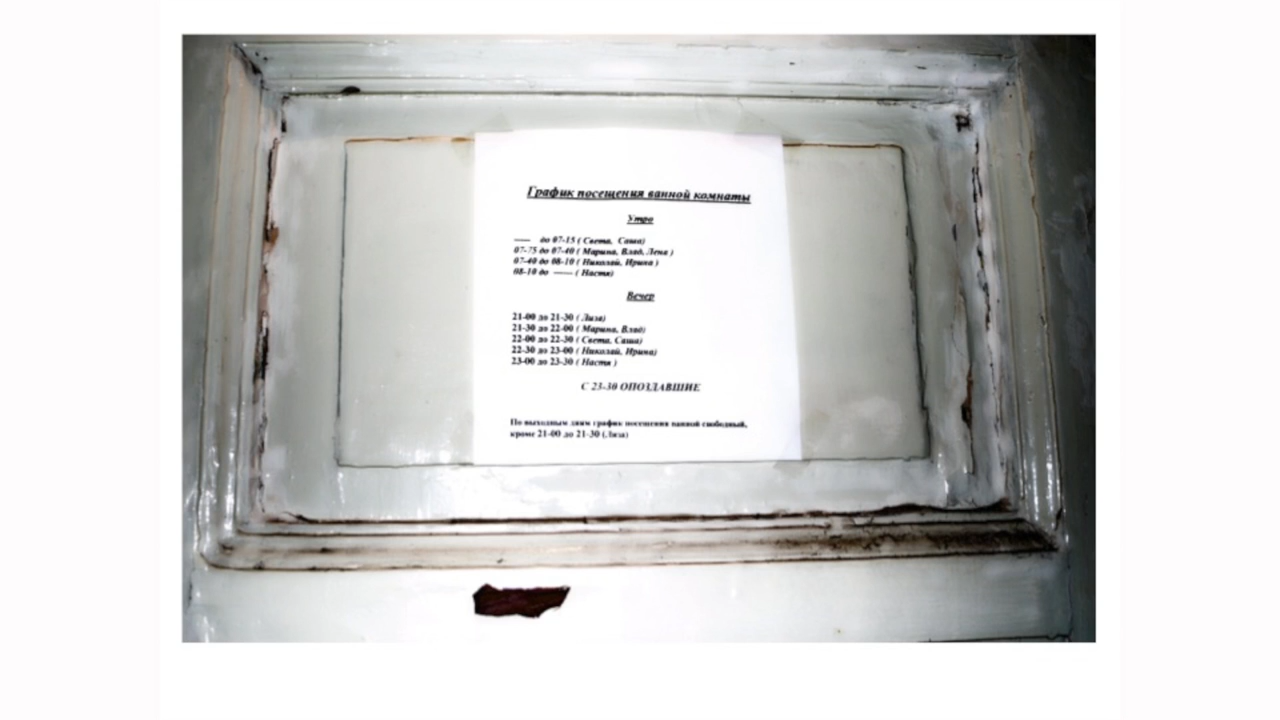 График посещения ванной комнаты
Утро
—— до 07-15 ( Света, Саша)
07-75 до 07-40 ( Марина, Влад, Лена )
07-40 до 08-10 ( Николай, Ирина )
08-10 до —— ( Настя)
Вечер
21-00 до 21-30 ( Лиза)
21-30 до 22-00 ( Марина, Влад)
22-00 до 22-30 ( Света, Саша)
22-30 до 23-00 ( Николай, Ирина)
23-00 до 23-30 ( Настя )
С 23-30 ОПОЗДАВШИЕ
По выходным дням график посещения ванной свободный,
кроме 21-00 до 21-30 (Лиза)